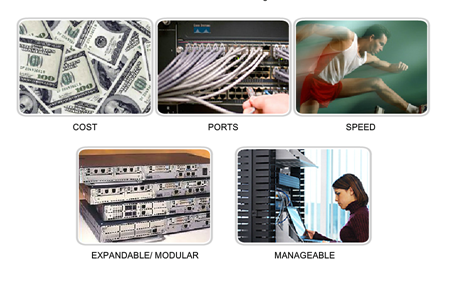 COST
PORTS
SPEED
EXPANDABLE/ MODULAR
MANAGEABLE